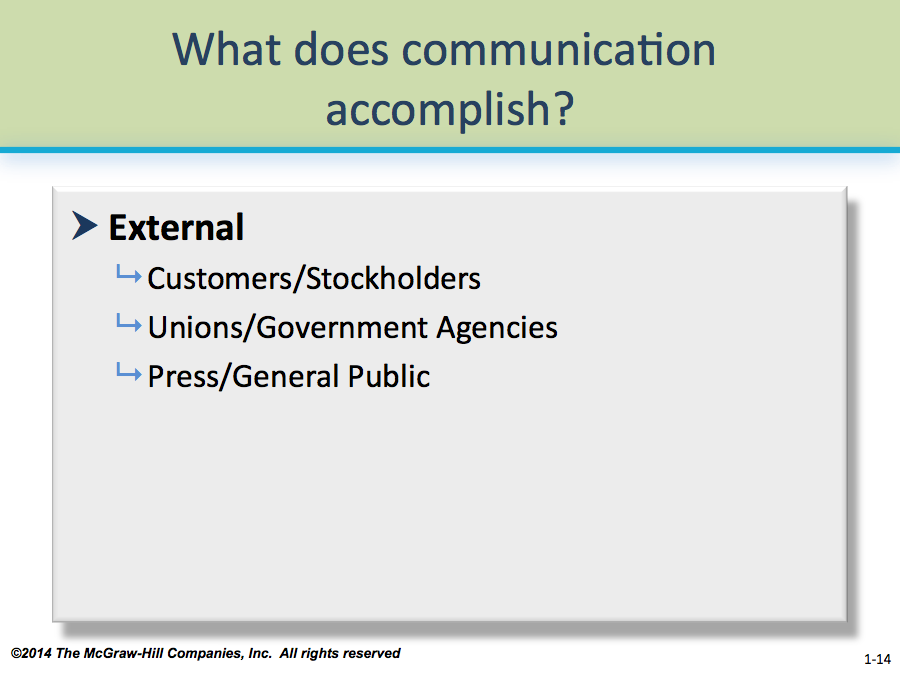 What does communication
accomplish?
External
Customers/Stockholders
Unions/Government Agencies
Press/General Public
©2014 The McGraw-Hill Companies, Inc.  All rights reserved
1-14